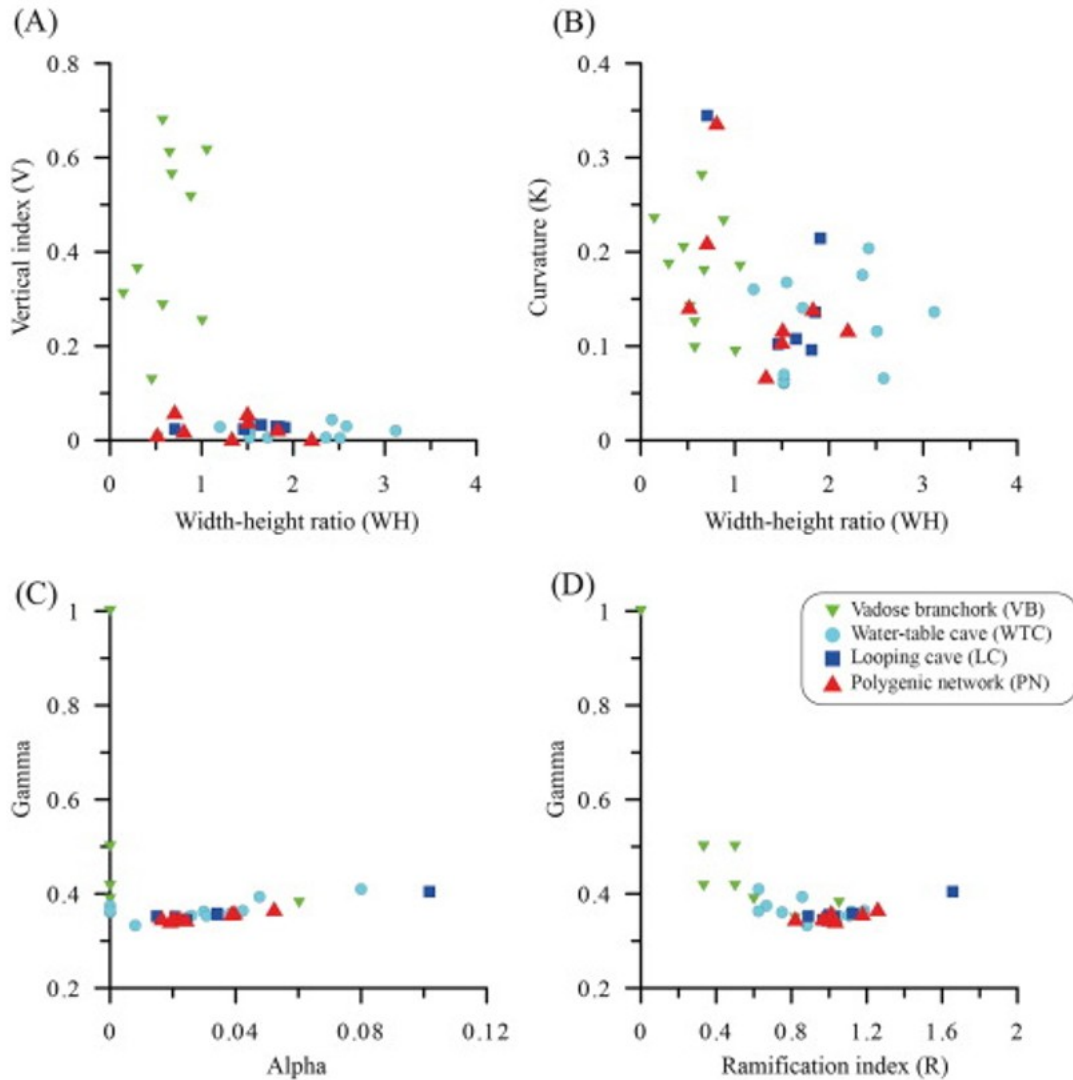 (A)
0.8
0.6
0.4
0.2
0
Vertical index (V)
0 1 2 3 4
Width-height ratio (WH)
(B)
0.4
0.3
0.2
0.1
0
Curvature (K)
0 1 2 3 4
Width-height ratio (WH)
(C)
1
0.8
0.6
0.4
0.2
Gamma
0 0.04 0.08 0.12
Alpha
(D)
1
0.8
0.6
0.4
0.2
Gamma
0 0.4 0.8 1.2 1.6 2
Ramification index (R)
Vadose branchork (VB)
Water-table cave (WTC)
Looping cave (LC)
Polygenic network (PN)